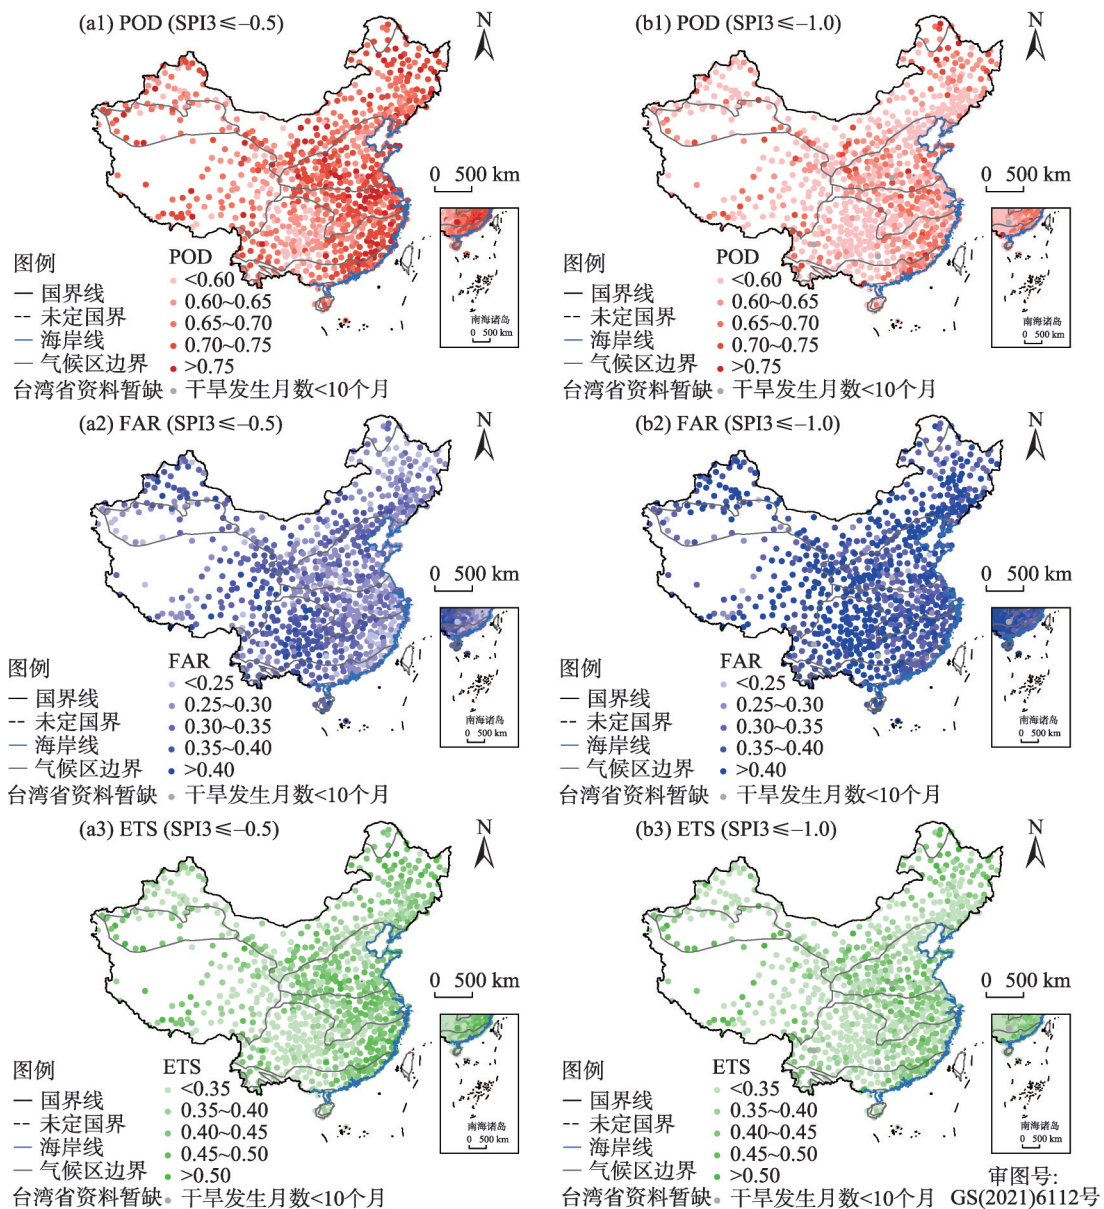 (a1) POD (SPI3≤−0.5)
N
0 500 km
图例
国界线
未定国界
海岸线
气候区边界
台湾省资料暂缺
POD
<0.60
0.60~0.65
0.65~0.70
0.70~0.75
>0.75
干旱发生月数<10个月
南海诸岛
0 500 km
(b1) POD (SPI3≤−1.0)
N
0 500 km
图例
国界线
未定国界
海岸线
气候区边界
台湾省资料暂缺
POD
<0.60
0.60~0.65
0.65~0.70
0.70~0.75
>0.75
干旱发生月数<10个月
南海诸岛
0 500 km
(a2) FAR (SPI3≤−0.5)
N
0 500 km
图例
国界线
未定国界
海岸线
气候区边界
台湾省资料暂缺
FAR
<0.25
0.25~0.30
0.30~0.35
0.35~0.40
>0.40
干旱发生月数<10个月
南海诸岛
0 500 km
(b2) FAR (SPI3≤−1.0)
N
0 500 km
图例
国界线
未定国界
海岸线
气候区边界
台湾省资料暂缺
FAR
<0.25
0.25~0.30
0.30~0.35
0.35~0.40
>0.40
干旱发生月数<10个月
南海诸岛
0 500 km
(a3) ETS (SPI3≤−0.5)
N
0 500 km
图例
国界线
未定国界
海岸线
气候区边界
台湾省资料暂缺
ETS
<0.35
0.35~0.40
0.40~0.45
0.45~0.50
>0.50
干旱发生月数<10个月
南海诸岛
0 500 km
(b3) ETS (SPI3≤−1.0)
N
0 500 km
图例
国界线
未定国界
海岸线
气候区边界
台湾省资料暂缺
ETS
<0.35
0.35~0.40
0.40~0.45
0.45~0.50
>0.50
干旱发生月数<10个月
南海诸岛
0 500 km
审图号:
GS(2021)6112号